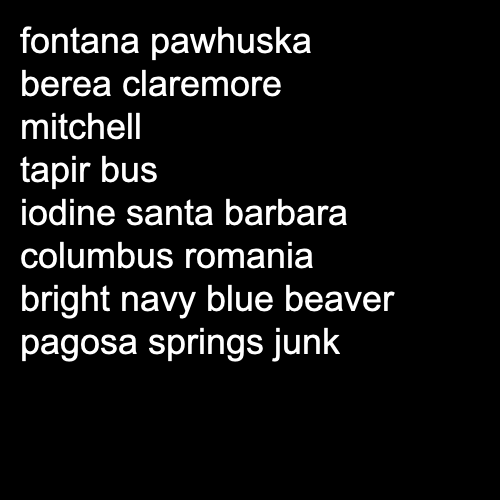 fontana pawhuska
berea claremore
mitchell
tapir bus
iodine santa barbara
columbus romania
bright navy blue beaver
pagosa springs junk